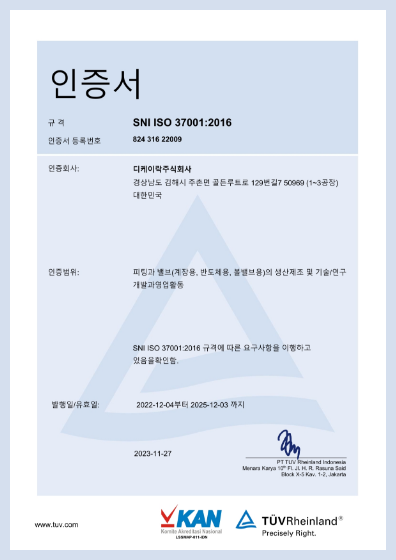 인증서
규 격 SNI ISO 37001:2016
인증서 등록번호 824 316 22009
인증회사: 디케이락주식회사
경상남도 김해시 주촌면 골든루트로 129번길7 50969 (1~3공장)
대한민국
인증범위: 피팅과 밸브(계장용, 반도체용, 볼밸브용)의 생산제조 및 기술/연구
개발과영업활동
SNI ISO 37001:2016 규격에 따른 요구사항을 이행하고
있음을확인함.
발행일/유효일: 2022-12-04부터 2025-12-03 까지
2023-11-27
PT TUV Rheinland Indonesia
Menara Karya 10th Fl. Jl. H. R. Rasuna Said
Block X-5 Kav. 1-2, Jakarta
www.tuv.com
KAN
Komite Akreditasi Nasional
LSSMAP-011-IDN
TÜVRheinland®
Precisely Right.